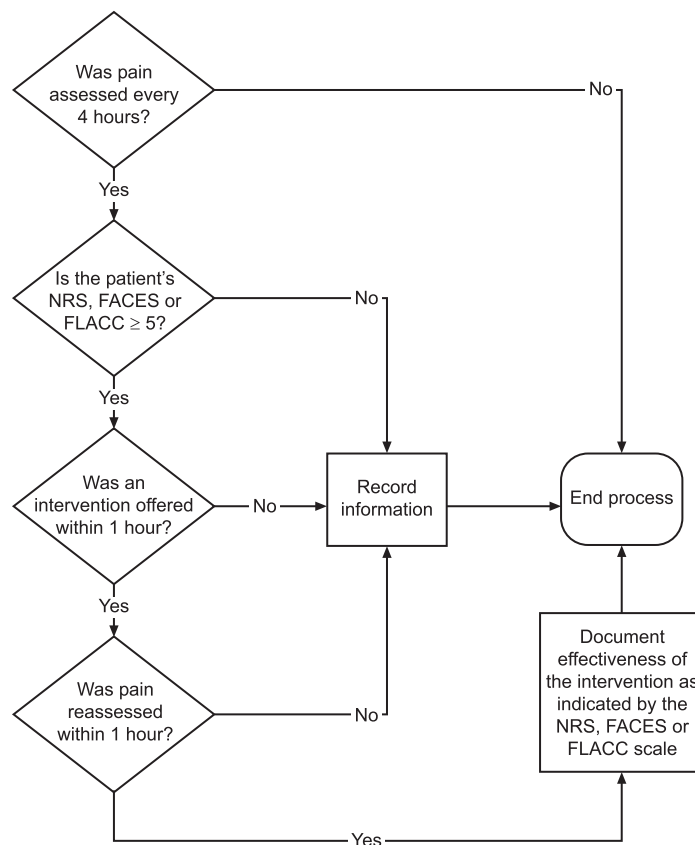 Was pain
assessed every
4 hours?
No
Yes
Is the patient’s
NRS, FACES or
FLACC ≥ 5?
No
Yes
Was an
intervention offered
within 1 hour?
No
Record
information
End process
Yes
Was pain
reassessed
within 1 hour?
No
Document
effectiveness of
the intervention as
indicated by the
NRS, FACES or
FLACC scale
Yes